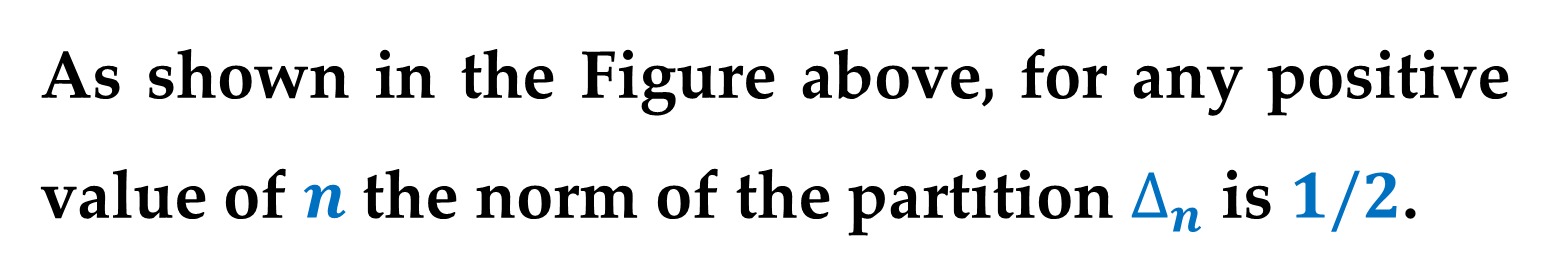 As shown in the Figure above, for any positive
value of n the norm of the partition Δₙ is 1/2.